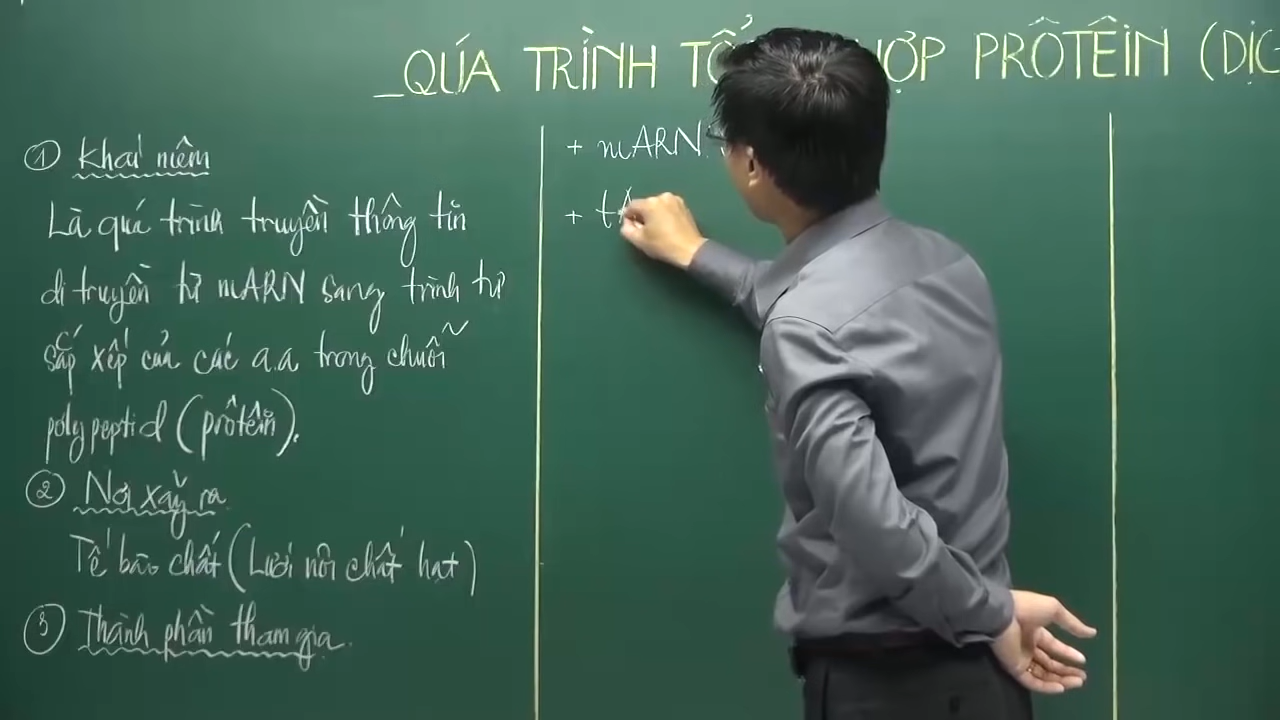 QÚA TRÌNH TỔ ỢP PRÔTÊIN (DỊC
① Khái niệm
Là quá trình truyền thông tin
di truyền từ mARN sang trình tự
sắp xếp của các a.a trong chuỗi
polypeptid (prôtêin).
② Nơi xảy ra
Tế bào chất (Lưới nội chất hạt)
③ Thành phần tham gia
+ mARN:
+ tA